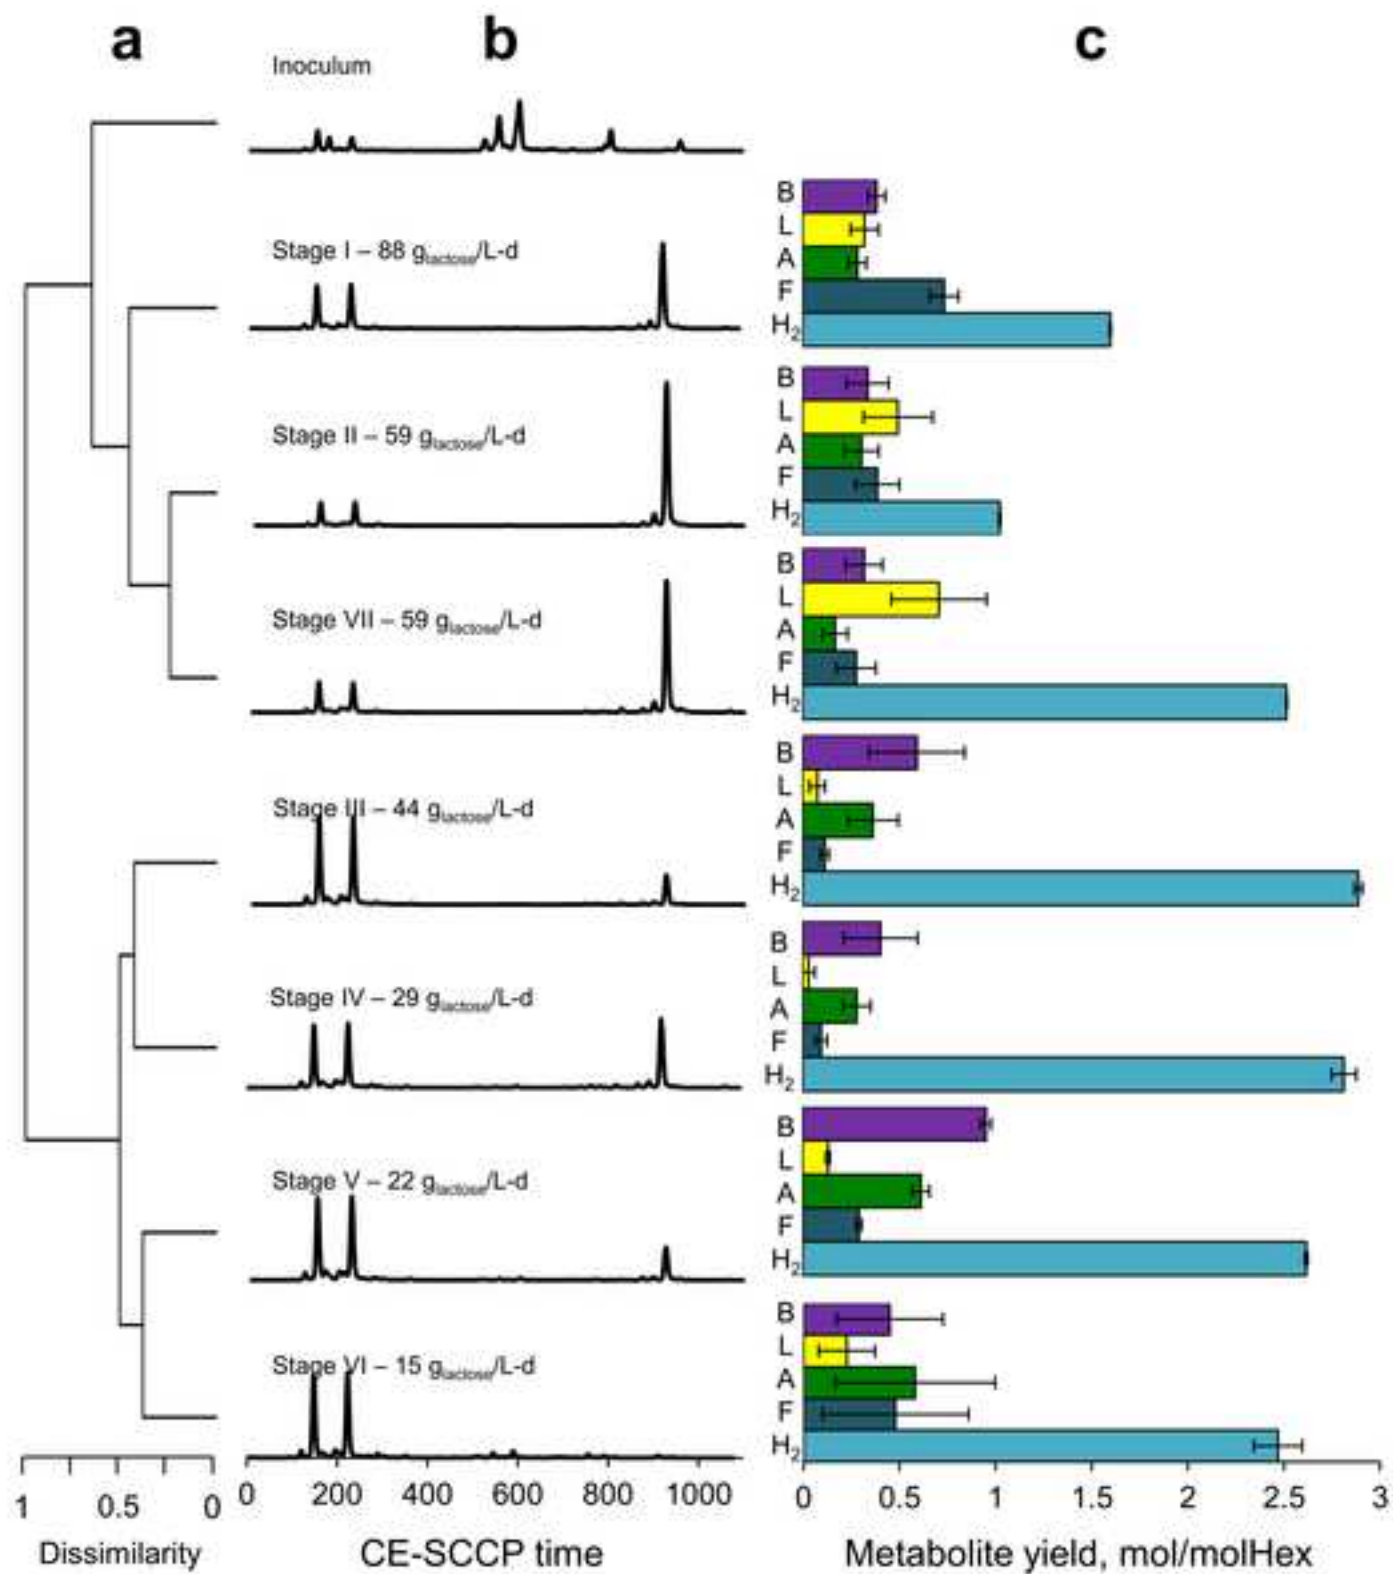 a b c
Inoculum
Stage I – 88 glactose/L-d
B
L
A
F
H2
Stage II – 59 glactose/L-d
B
L
A
F
H2
Stage VII – 59 glactose/L-d
B
L
A
F
H2
Stage III – 44 glactose/L-d
B
L
A
F
H2
Stage IV – 29 glactose/L-d
B
L
A
F
H2
Stage V – 22 glactose/L-d
B
L
A
F
H2
Stage VI – 15 glactose/L-d
B
L
A
F
H2
1 0.5 0
0 200 400 600 800 1000
0 0.5 1 1.5 2 2.5 3
Dissimilarity
CE-SCCP time
Metabolite yield, mol/molHex